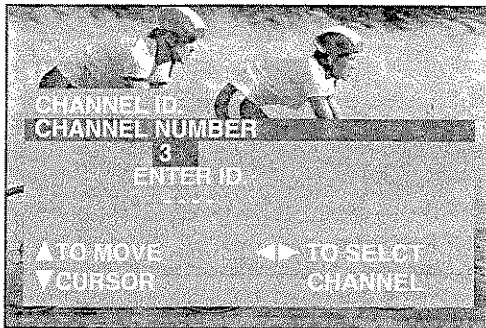 CHANNEL ID.
CHANNEL NUMBER
3
ENTER ID.
- - - -
▲TO MOVE ◀▶ TO SELCT
▼CURSOR CHANNEL